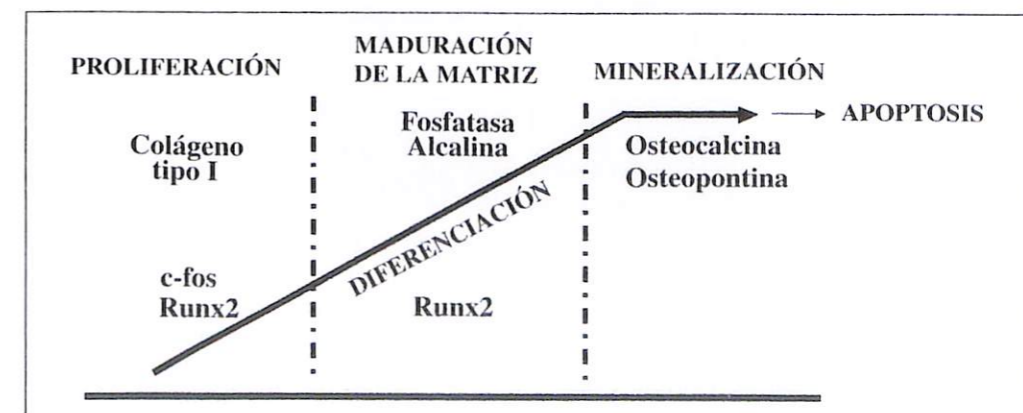 PROLIFERACIÓN
MADURACIÓN
DE LA MATRIZ
MINERALIZACIÓN
Colágeno
tipo I
Fosfatasa
Alcalina
Osteocalcina
Osteopontina
APOPTOSIS
DIFERENCIACIÓN
c-fos
Runx2
Runx2